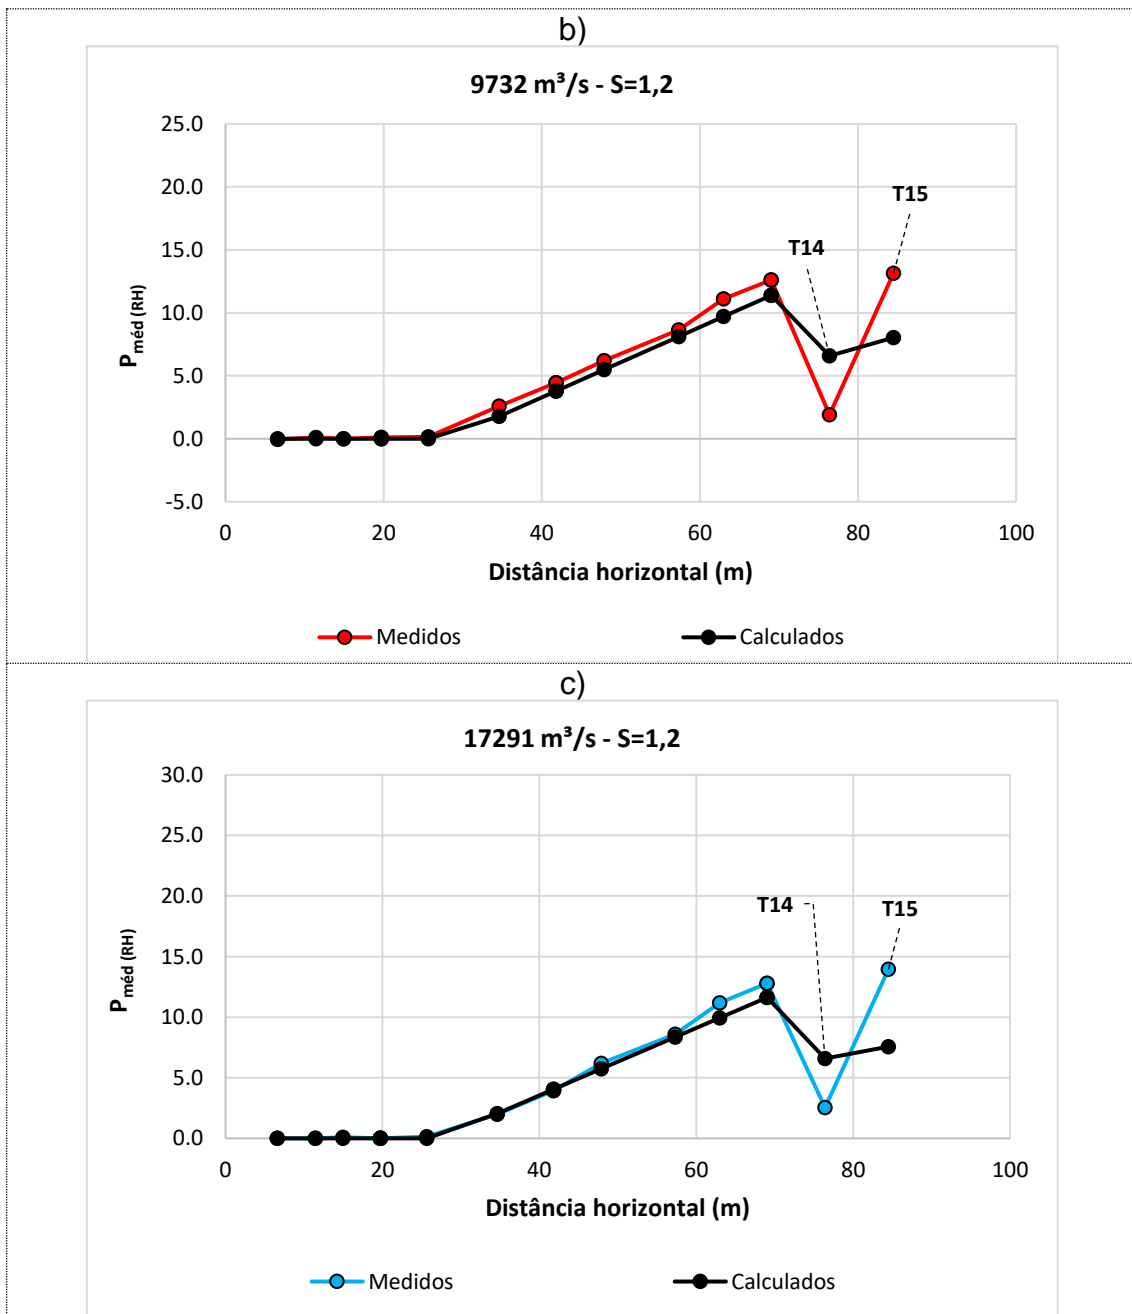 b)
9732 m³/s - S=1,2
25.0
20.0
15.0
10.0
5.0
0.0
-5.0
P méd (RH)
T14
T15
0 20 40 60 80 100
Distância horizontal (m)
Medidos Calculados
c)
17291 m³/s - S=1,2
30.0
25.0
20.0
15.0
10.0
5.0
0.0
P méd (RH)
T14
T15
0 20 40 60 80 100
Distância horizontal (m)
Medidos Calculados